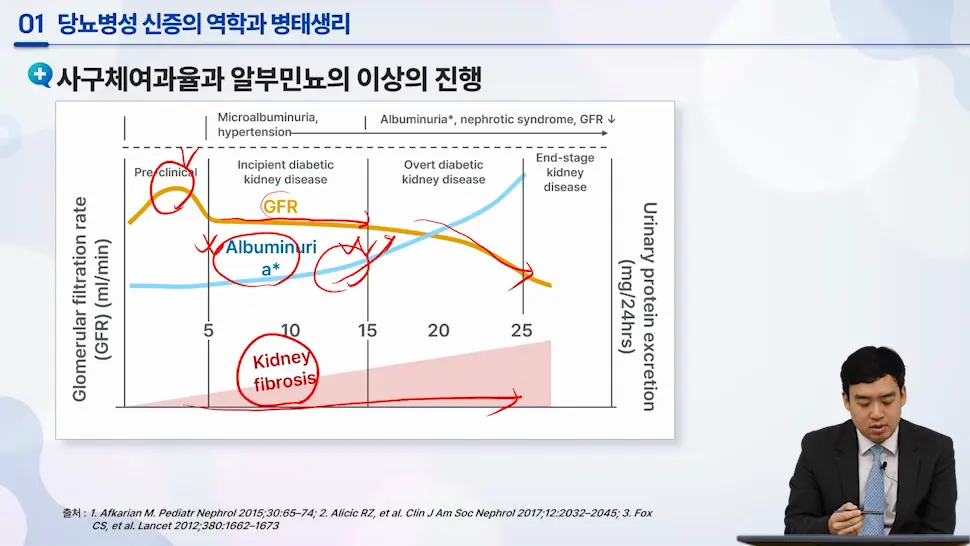 01 당뇨병성 신증의 역학과 병태생리
사구체여과율과 알부민뇨의 이상의 진행
Microalbuminuria,
hypertension
Albuminuria*, nephrotic syndrome, GFR ↓
Pre-clinical
Incipient diabetic
kidney disease
Overt diabetic
kidney disease
End-stage
kidney
disease
GFR
Albuminuri
a*
Glomerular filtration rate
(GFR) (ml/min)
Urinary protein excretion
(mg/24hrs)
5 10 15 20 25
Kidney
fibrosis
출처 : 1. Afkarian M. Pediatr Nephrol 2015;30:65–74; 2. Alicic RZ, et al. Clin J Am Soc Nephrol 2017;12:2032–2045; 3. Fox
CS, et al. Lancet 2012;380:1662–1673